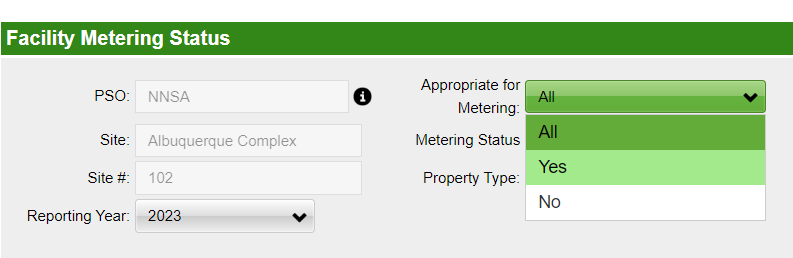 Facility Metering Status
PSO: NNSA
Appropriate for
Metering: All
Site: Albuquerque Complex
Metering Status
All
Site #: 102
Property Type:
Yes
Reporting Year: 2023
No